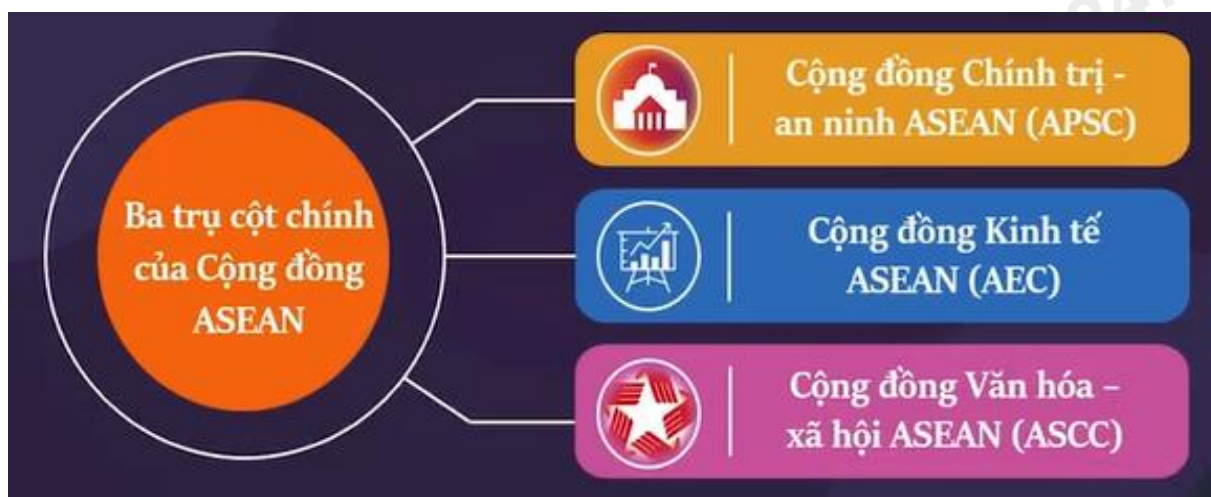 Ba trụ cột chính
của Cộng đồng
ASEAN
Cộng đồng Chính trị -
an ninh ASEAN (APSC)
Cộng đồng Kinh tế
ASEAN (AEC)
Cộng đồng Văn hóa –
xã hội ASEAN (ASCC)